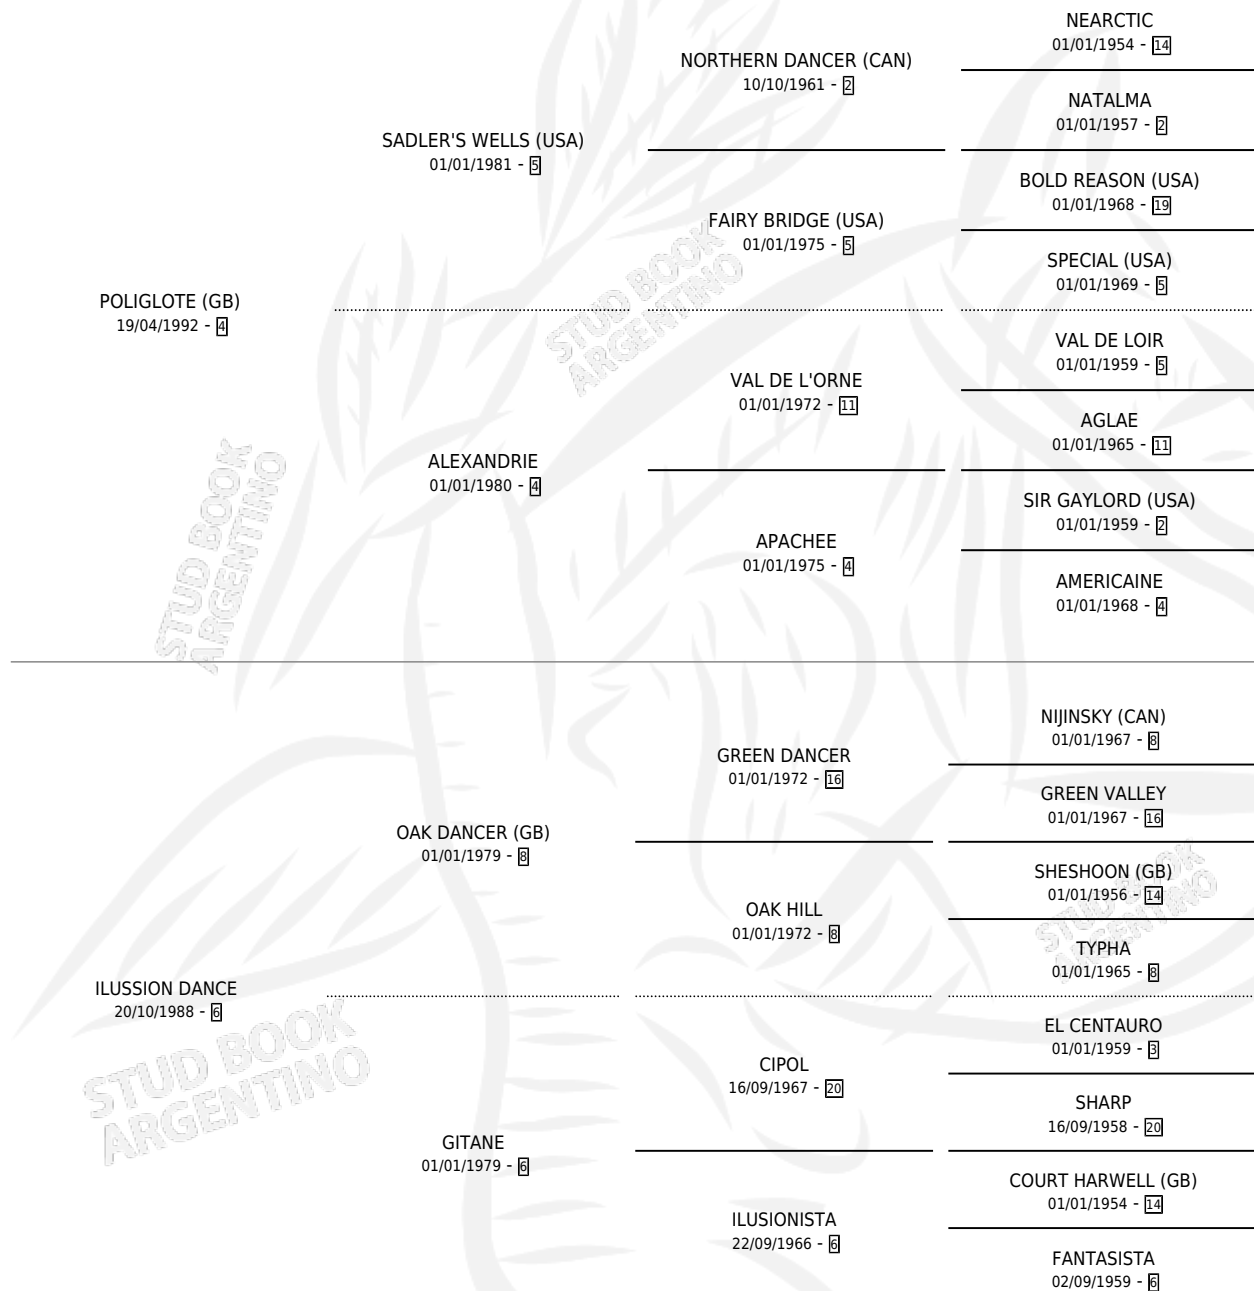 NEARCTIC
01/01/1954 - 14
NORTHERN DANCER (CAN)
10/10/1961 - 2
NATALMA
01/01/1957 - 2
SADLER'S WELLS (USA)
01/01/1981 - 5
BOLD REASON (USA)
01/01/1968 - 19
FAIRY BRIDGE (USA)
01/01/1975 - 5
SPECIAL (USA)
01/01/1969 - 5
STUD BOOK
ARGENTINO
POLIGLOTE (GB)
19/04/1992 - 4
VAL DE LOIR
01/01/1959 - 5
VAL DE L'ORNE
01/01/1972 - 11
AGLAE
01/01/1965 - 11
ALEXANDRIE
01/01/1980 - 4
SIR GAYLORD (USA)
01/01/1959 - 2
APACHEE
01/01/1975 - 4
AMERICAINE
01/01/1968 - 4
STUD BOOK
ARGENTINO
NIJINSKY (CAN)
01/01/1967 - 8
GREEN DANCER
01/01/1972 - 16
GREEN VALLEY
01/01/1967 - 16
OAK DANCER (GB)
01/01/1979 - 8
SHESHOON (GB)
01/01/1956 - 14
OAK HILL
01/01/1972 - 8
TYPHA
01/01/1965 - 8
STUD BOOK
ARGENTINO
ILUSSION DANCE
20/10/1988 - 6
EL CENTAURO
01/01/1959 - 3
CIPOL
16/09/1967 - 20
SHARP
16/09/1958 - 20
STUD BOOK
ARGENTINO
GITANE
01/01/1979 - 6
COURT HARWELL (GB)
01/01/1954 - 14
ILUSIONISTA
22/09/1966 - 6
FANTASISTA
02/09/1959 - 6